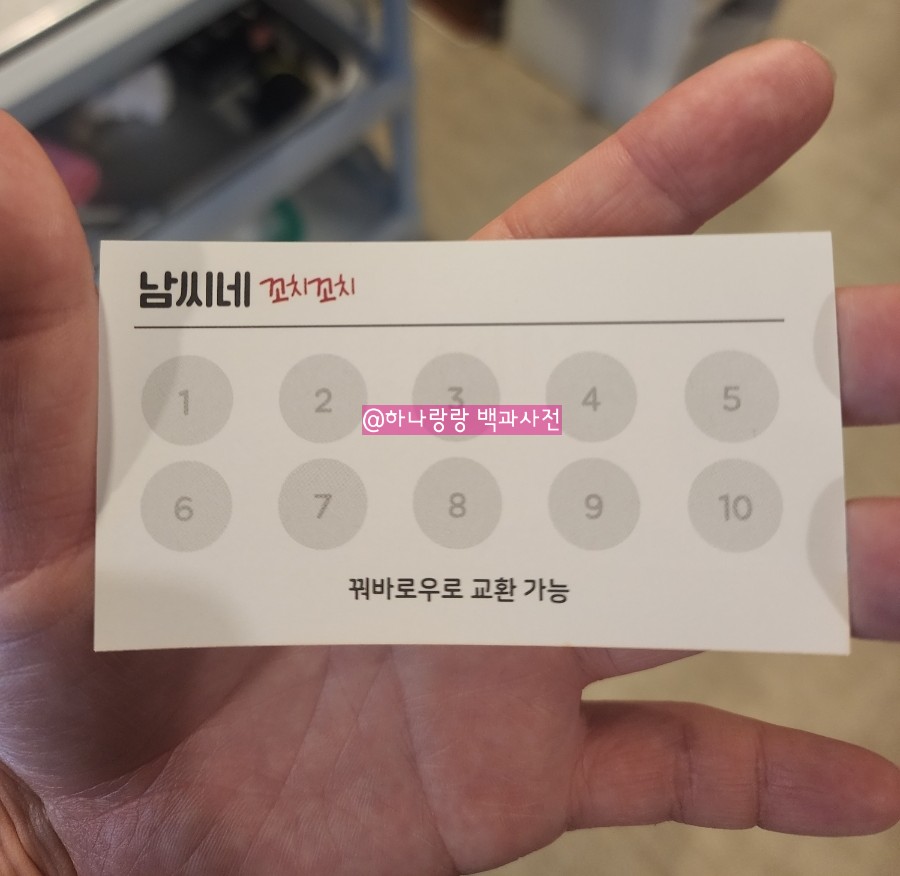 남씨네 꼬치꼬치
1 2 3 4 5
@하나랑랑 백과사전
6 7 8 9 10
꿔바로우로 교환 가능